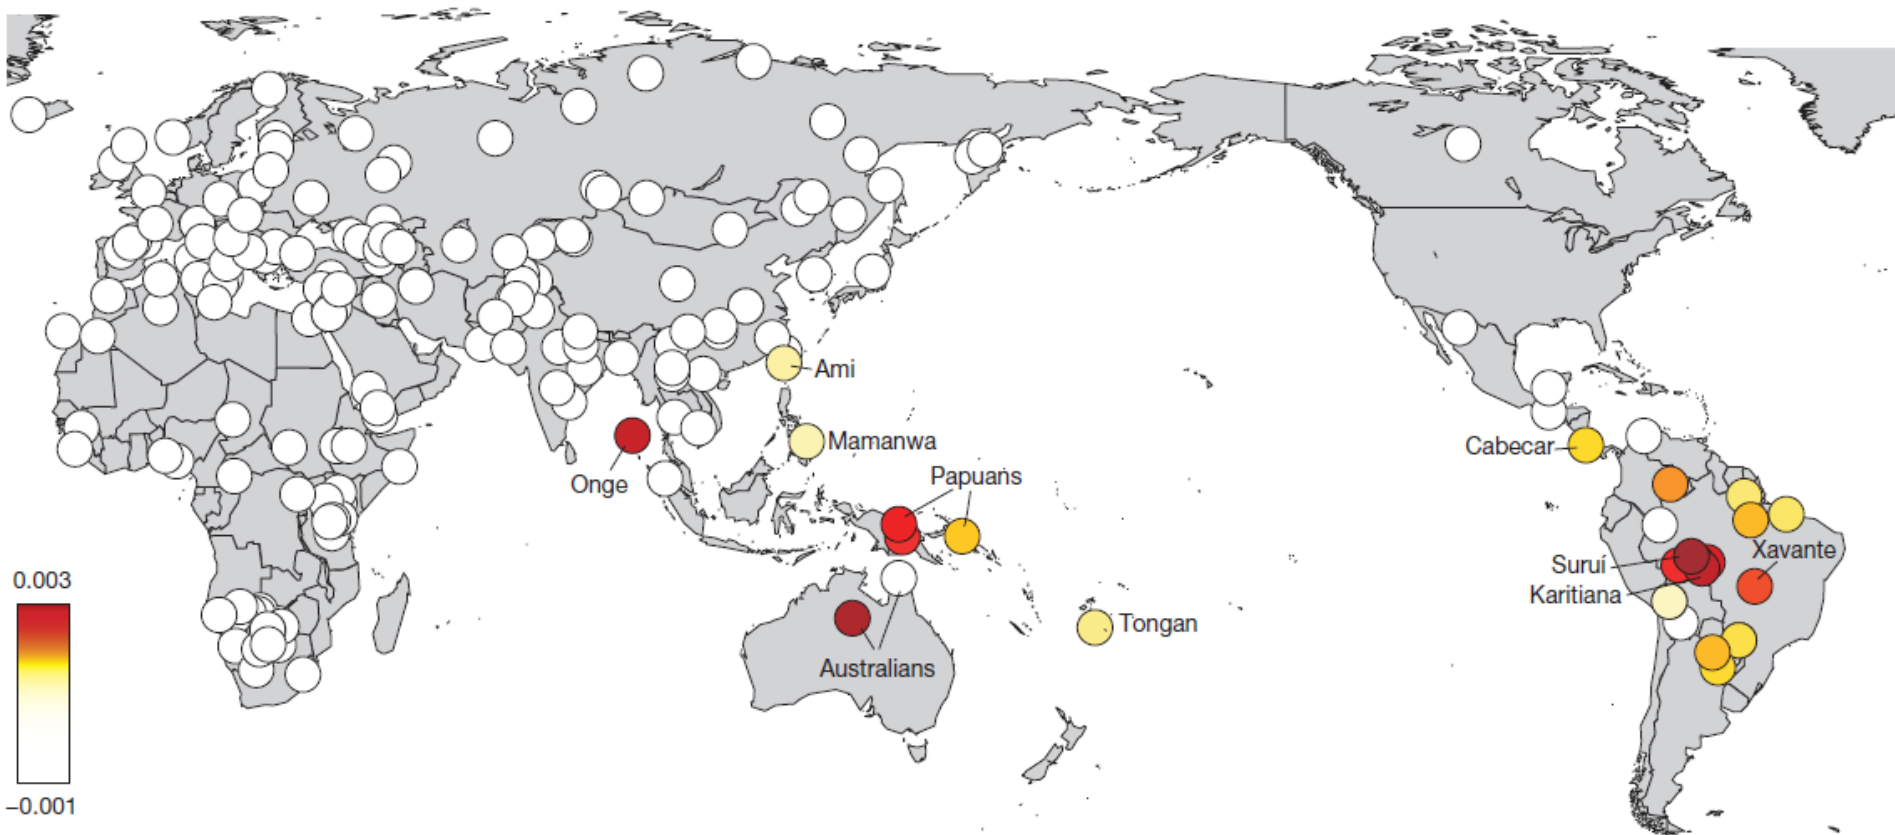 Ami
Mamanwa
Onge
Papuans
Cabecar
Xavante
Suruí
Karitiana
Tongan
Australians
0.003
−0.001